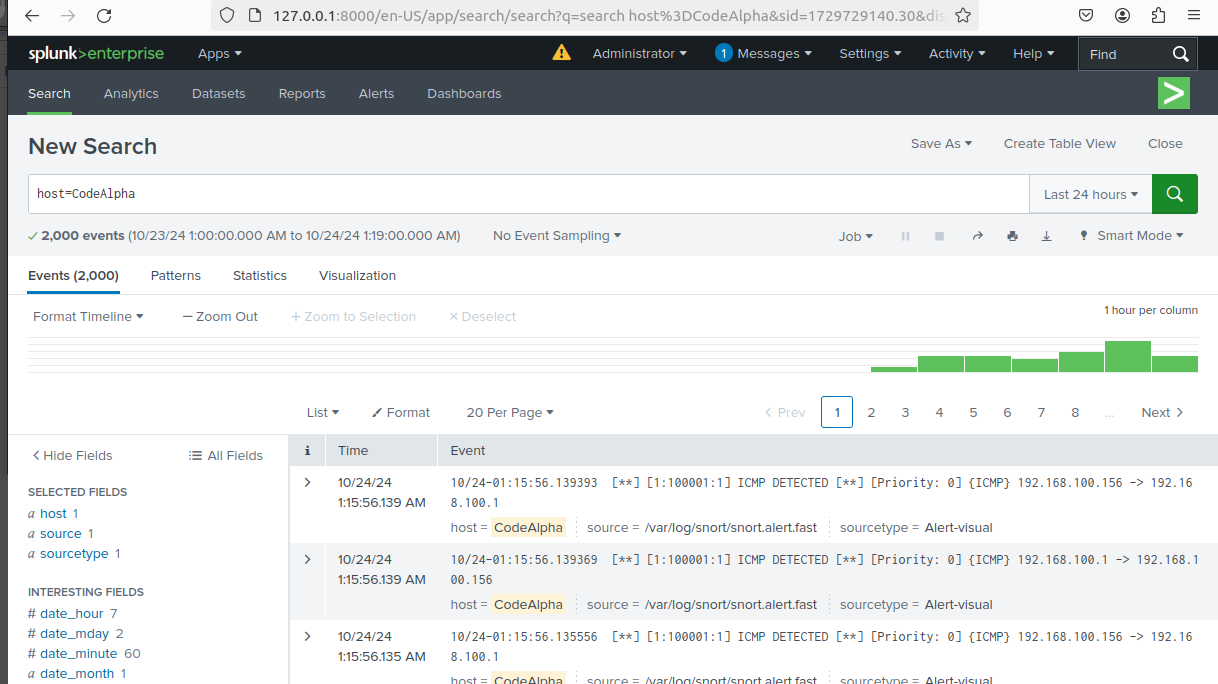 127.0.0.1:8000/en-US/app/search/search?q=search host%3DCodeAlpha&sid=1729729140.30&dis
splunk>enterprise Apps Administrator 1 Messages Settings Activity Help Find
Search Analytics Datasets Reports Alerts Dashboards
New Search Save As Create Table View Close
host=CodeAlpha Last 24 hours
2,000 events (10/23/24 1:00:00.000 AM to 10/24/24 1:19:00.000 AM) No Event Sampling Job Smart Mode
Events (2,000) Patterns Statistics Visualization
Format Timeline — Zoom Out + Zoom to Selection × Deselect 1 hour per column
List Format 20 Per Page < Prev 1 2 3 4 5 6 7 8 ... Next >
< Hide Fields All Fields i Time Event
SELECTED FIELDS
a host 1
a source 1
a sourcetype 1
INTERESTING FIELDS
# date_hour 7
# date_mday 2
# date_minute 60
a date_month 1
> 10/24/24 10/24-01:15:56.139393 [**] [1:100001:1] ICMP DETECTED [**] [Priority: 0] {ICMP} 192.168.100.156 -> 192.16
1:15:56.139 AM 8.100.1
host = CodeAlpha source = /var/log/snort/snort.alert.fast sourcetype = Alert-visual
> 10/24/24 10/24-01:15:56.139369 [**] [1:100001:1] ICMP DETECTED [**] [Priority: 0] {ICMP} 192.168.100.1 -> 192.168.1
1:15:56.139 AM 00.156
host = CodeAlpha source = /var/log/snort/snort.alert.fast sourcetype = Alert-visual
> 10/24/24 10/24-01:15:56.135556 [**] [1:100001:1] ICMP DETECTED [**] [Priority: 0] {ICMP} 192.168.100.156 -> 192.16
1:15:56.135 AM 8.100.1
host = CodeAlpha source = /var/log/snort/snort.alert.fast sourcetype = Alert-visual